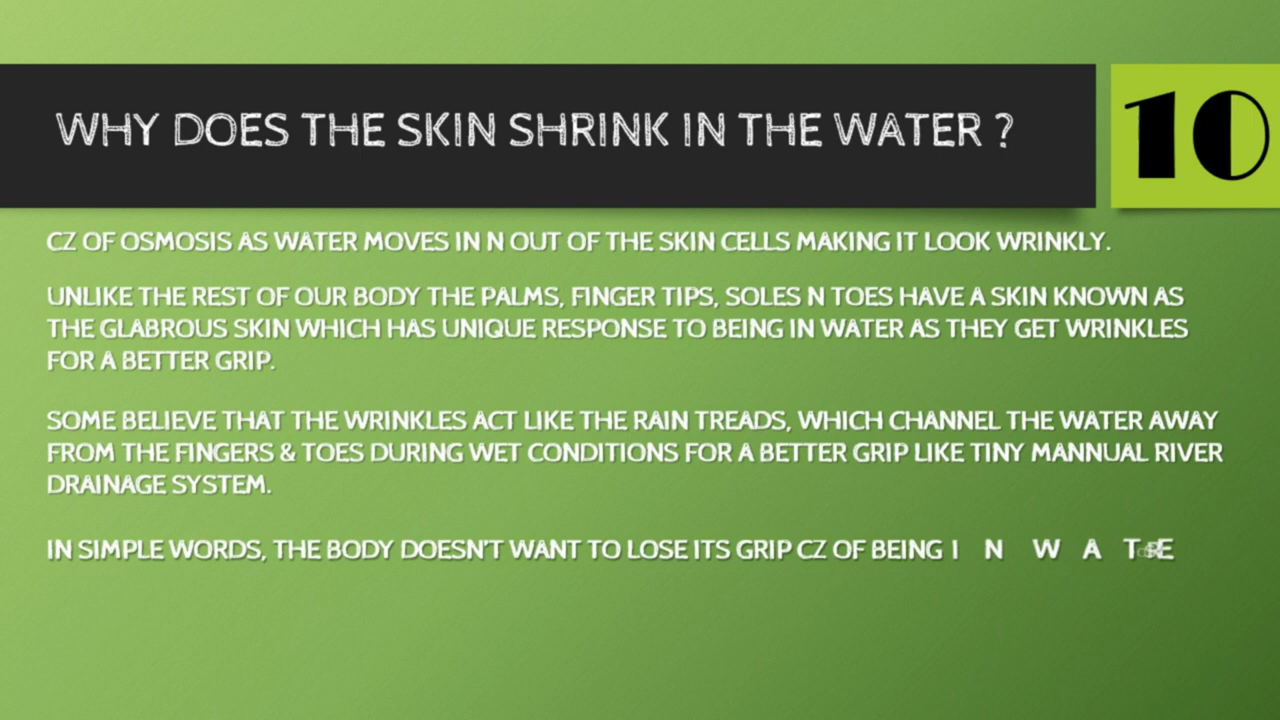 WHY DOES THE SKIN SHRINK IN THE WATER ?
10
CZ OF OSMOSIS AS WATER MOVES IN N OUT OF THE SKIN CELLS MAKING IT LOOK WRINKLY.
UNLIKE THE REST OF OUR BODY THE PALMS, FINGER TIPS, SOLES N TOES HAVE A SKIN KNOWN AS
THE GLABROUS SKIN WHICH HAS UNIQUE RESPONSE TO BEING IN WATER AS THEY GET WRINKLES
FOR A BETTER GRIP.
SOME BELIEVE THAT THE WRINKLES ACT LIKE THE RAIN TREADS, WHICH CHANNEL THE WATER AWAY
FROM THE FINGERS & TOES DURING WET CONDITIONS FOR A BETTER GRIP LIKE TINY MANNUAL RIVER
DRAINAGE SYSTEM.
IN SIMPLE WORDS, THE BODY DOESN'T WANT TO LOSE ITS GRIP CZ OF BEING I N